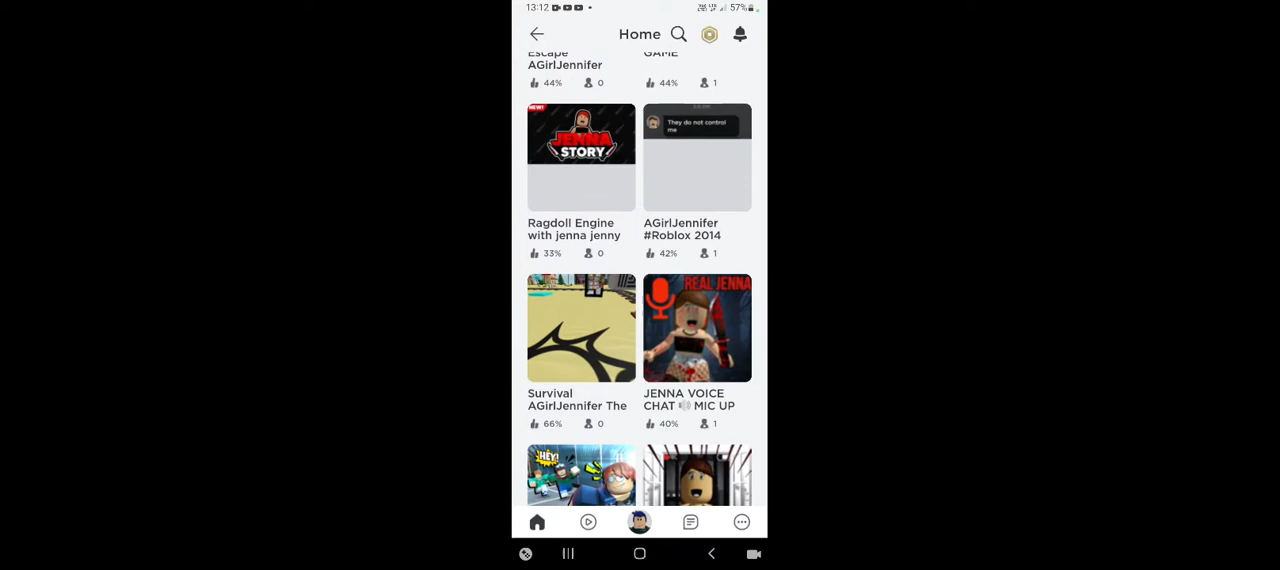 13:12 57%
Home
Escape
AGirlJennifer
GAME
44% 0
44% 1
NEW!
JENNA
STORY
They do not control
me
Ragdoll Engine
with jenna jenny
AGirlJennifer
#Roblox 2014
33% 0
42% 1
REAL JENNA
Survival
AGirlJennifer The
JENNA VOICE
CHAT 🔊 MIC UP
66% 0
40% 1
HEY!